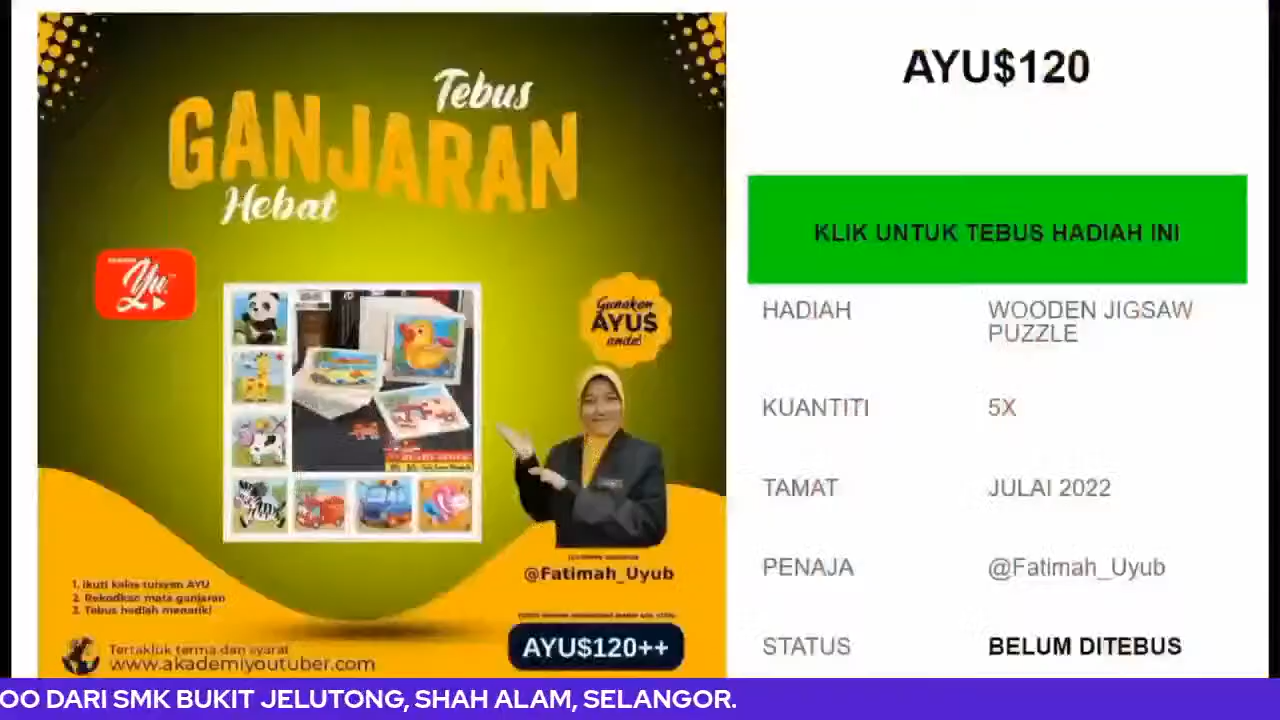 Tebus
GANJARAN
Hebat
Yu
Gunakan
AYU$
anda!
@Fatimah_Uyub
1. Ikuti kelas tuisyen AYU
2. Rekodkan mata ganjaran
3. Tebus hadiah menarik!
Tertakluk terma dan syarat
www.akademiyoutuber.com
AYU$120++
AYU$120
KLIK UNTUK TEBUS HADIAH INI
HADIAH WOODEN JIGSAW
PUZZLE
KUANTITI 5X
TAMAT JULAI 2022
PENAJA @Fatimah_Uyub
STATUS BELUM DITEBUS
OO DARI SMK BUKIT JELUTONG, SHAH ALAM, SELANGOR.